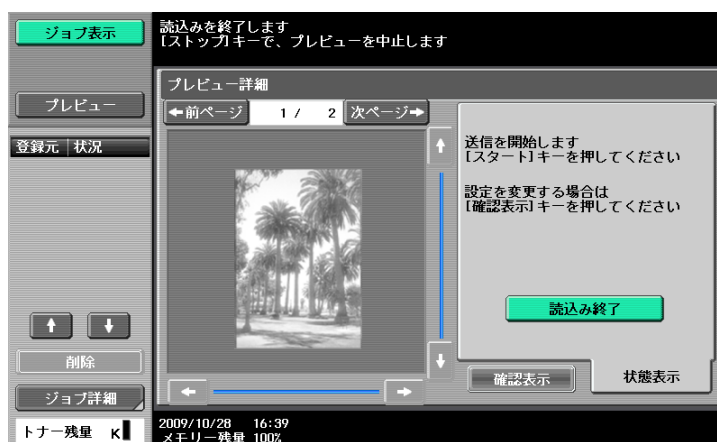 ジョブ表示
読込みを終了します
[ストップ]キーで、プレビューを中止します
プレビュー
プレビュー詳細
←前ページ 1 / 2 次ページ→
登録元 状況
送信を開始します
[スタート]キーを押してください
設定を変更する場合は
[確認表示]キーを押してください
読込み終了
削除
ジョブ詳細
確認表示 状態表示
トナー残量 K
2009/10/28 16:39
メモリー残量 100%